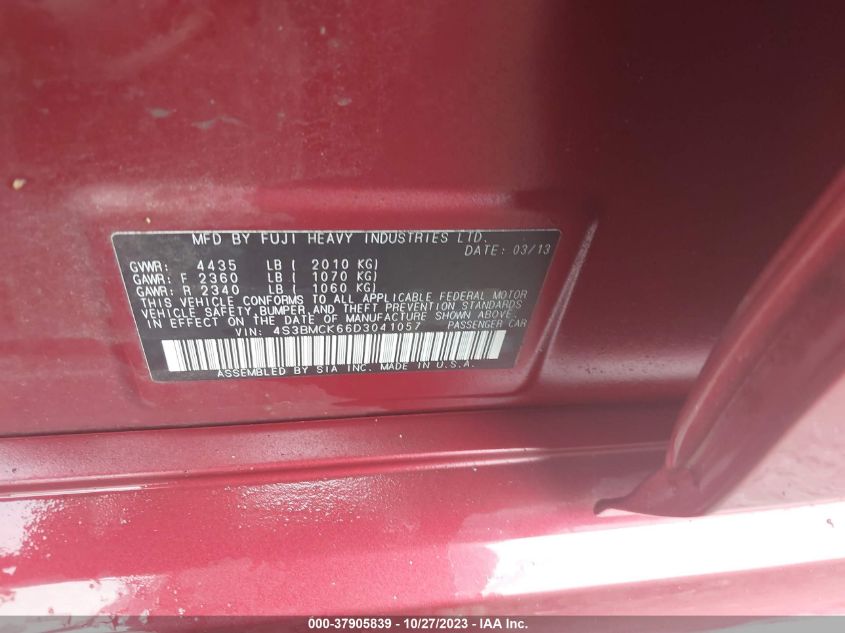 MFD BY FUJI HEAVY INDUSTRIES LTD.
DATE: 03/13
GVWR: 4435 LB ( 2010 KG)
GAWR: F 2360 LB ( 1070 KG)
GAWR: R 2340 LB ( 1060 KG)
THIS VEHICLE CONFORMS TO ALL APPLICABLE FEDERAL MOTOR
VEHICLE SAFETY, BUMPER, AND THEFT PREVENTION STANDARDS
IN EFFECT ON THE DATE OF MANUFACTURE SHOWN ABOVE.
VIN: 4S3BMCK66D3041057 PASSENGER CAR
ASSEMBLED BY SIA INC. MADE IN U.S.A.
000-37905839 - 10/27/2023 - IAA Inc.